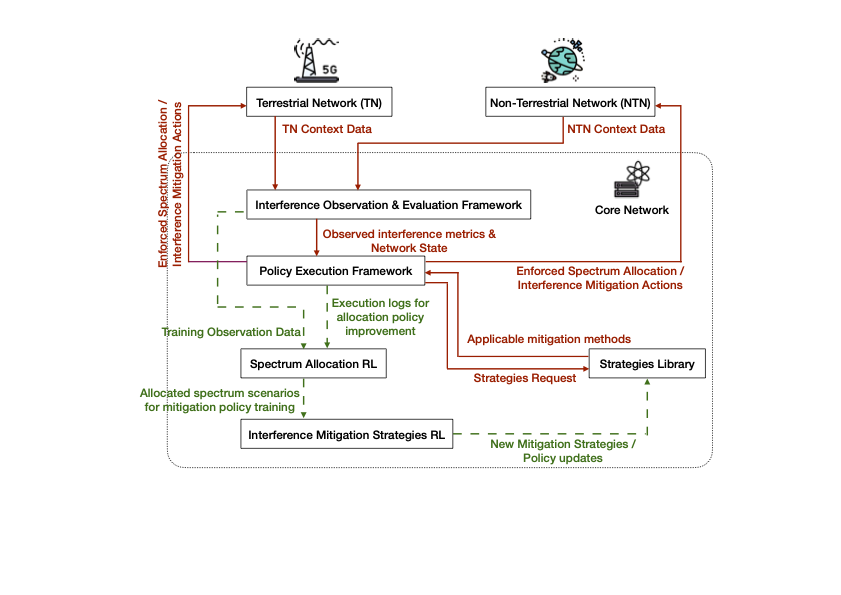 5G
Terrestrial Network (TN)
Non-Terrestrial Network (NTN)
TN Context Data
NTN Context Data
Enforced Spectrum Allocation /
Interference Mitigation Actions
Core Network
Interference Observation & Evaluation Framework
Observed interference metrics &
Network State
Policy Execution Framework
Enforced Spectrum Allocation /
Interference Mitigation Actions
Execution logs for
allocation policy
improvement
Training Observation Data
Applicable mitigation methods
Spectrum Allocation RL
Strategies Library
Strategies Request
Allocated spectrum scenarios
for mitigation policy training
Interference Mitigation Strategies RL
New Mitigation Strategies /
Policy updates